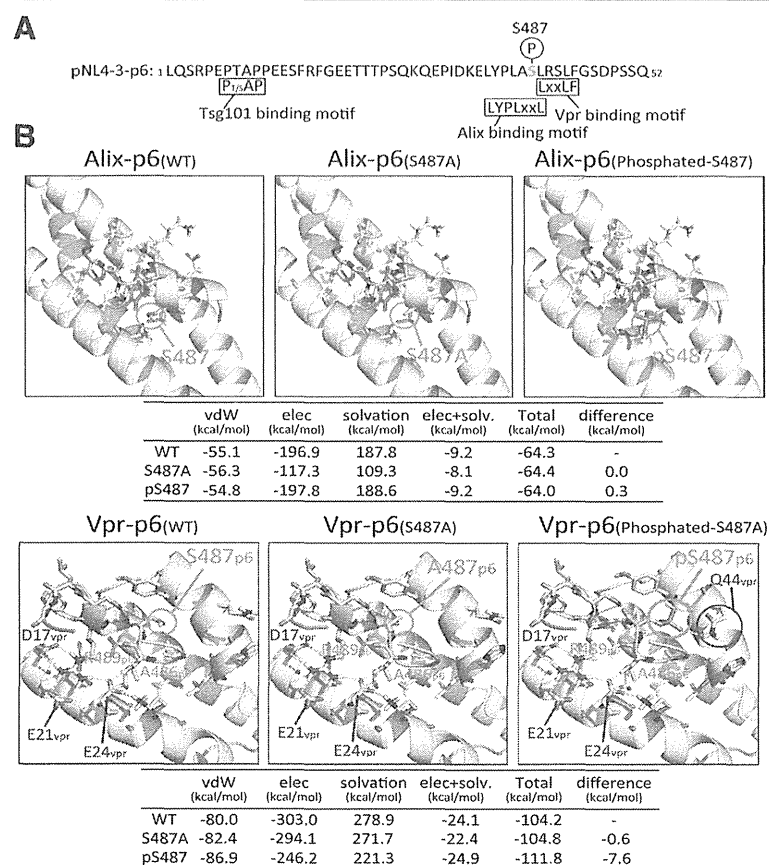 A
S487
P
pNL4-3-p6: 1 LQSRPEPTAPPEESFRFGEETTTPSQKQEPIDKELYPLASLRSLFGSDPSSQ 52
PT/SAP
LxxLF
Tsg101 binding motif
LYPLxxL
Vpr binding motif
Alix binding motif
B
Alix-p6(WT) Alix-p6(S487A) Alix-p6(Phosphated-S487)
S487 S487A pS487
vdW elec solvation elec+solv. Total difference
(kcal/mol) (kcal/mol) (kcal/mol) (kcal/mol) (kcal/mol) (kcal/mol)
WT -55.1 -196.9 187.8 -9.2 -64.3 -
S487A -56.3 -117.3 109.3 -8.1 -64.4 0.0
pS487 -54.8 -197.8 188.6 -9.2 -64.0 0.3
Vpr-p6(WT) Vpr-p6(S487A) Vpr-p6(Phosphated-S487A)
S487p6 A487p6 pS487p6
Q44vpr
D17vpr D17vpr D17vpr
E21vpr E24vpr E21vpr E24vpr E21vpr E24vpr
vdW elec solvation elec+solv. Total difference
(kcal/mol) (kcal/mol) (kcal/mol) (kcal/mol) (kcal/mol) (kcal/mol)
WT -80.0 -303.0 278.9 -24.1 -104.2 -
S487A -82.4 -294.1 271.7 -22.4 -104.8 -0.6
pS487 -86.9 -246.2 221.3 -24.9 -111.8 -7.6